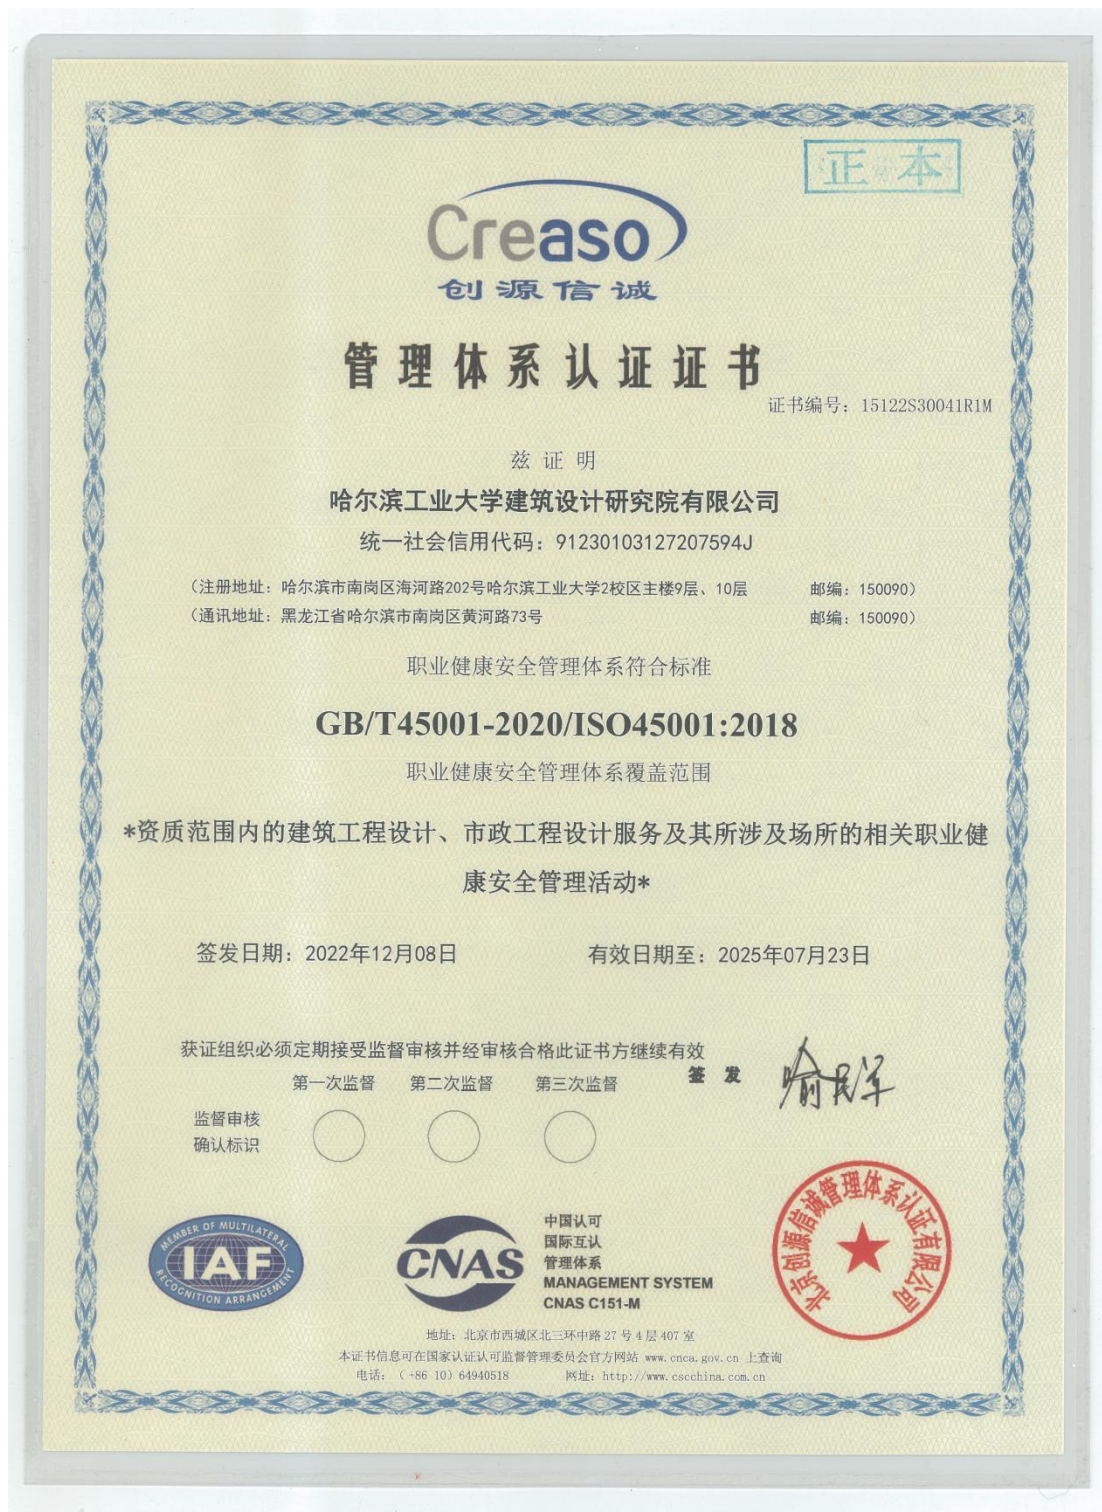 正本
Creaso
创源信诚
管理体系认证证书
证书编号：15122S30041R1M
兹证明
哈尔滨工业大学建筑设计研究院有限公司
统一社会信用代码：91230103127207594J
（注册地址：哈尔滨市南岗区海河路202号哈尔滨工业大学2校区主楼9层、10层 邮编：150090）
（通讯地址：黑龙江省哈尔滨市南岗区黄河路73号 邮编：150090）
职业健康安全管理体系符合标准
GB/T45001-2020/ISO45001:2018
职业健康安全管理体系覆盖范围
*资质范围内的建筑工程设计、市政工程设计服务及其所涉及场所的相关职业健
康安全管理活动*
签发日期：2022年12月08日 有效日期至：2025年07月23日
获证组织必须定期接受监督审核并经审核合格此证书方继续有效
签发
第一次监督 第二次监督 第三次监督
监督审核
确认标识
MEMBER OF MULTILATERAL
IAF
RECOGNITION ARRANGEMENT
CNAS
中国认可
国际互认
管理体系
MANAGEMENT SYSTEM
CNAS C151-M
北京创源信诚管理体系认证有限公司
地址：北京市西城区北三环中路 27 号 4 层 407 室
本证书信息可在国家认证认可监督管理委员会官方网站 www.cnca.gov.cn 上查询
电话：（+86 10）64940518 网址：http://www.cscchina.com.cn